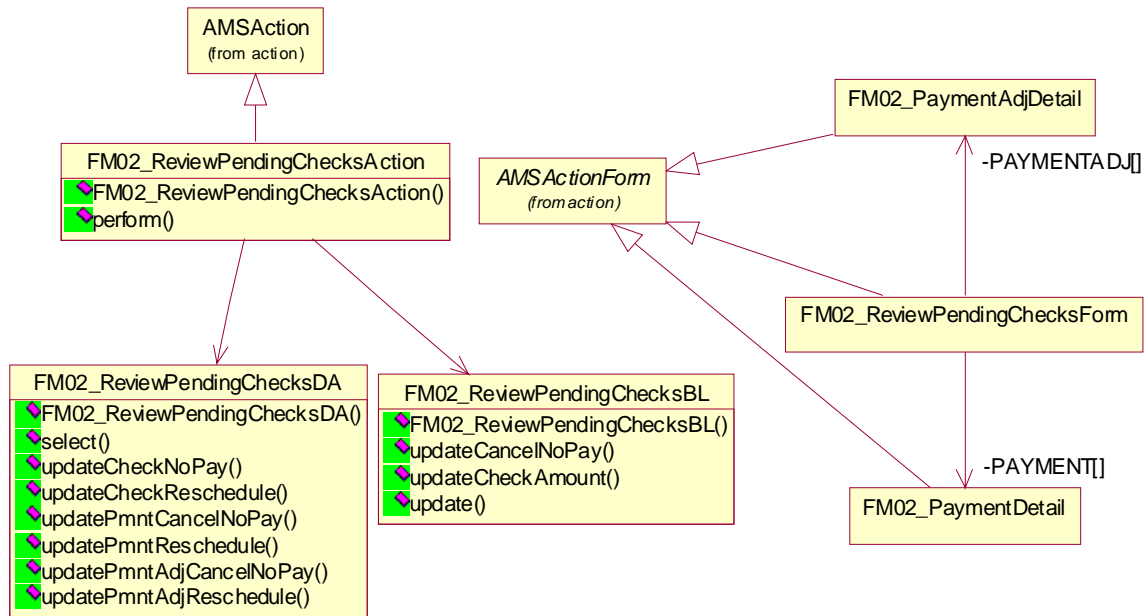 AMSAction
(from action)
FM02_ReviewPendingChecksAction
FM02_ReviewPendingChecksAction()
perform()
FM02_ReviewPendingChecksDA
FM02_ReviewPendingChecksDA()
select()
updateCheckNoPay()
updateCheckReschedule()
updatePmntCancelNoPay()
updatePmntReschedule()
updatePmntAdjCancelNoPay()
updatePmntAdjReschedule()
FM02_ReviewPendingChecksBL
FM02_ReviewPendingChecksBL()
updateCancelNoPay()
updateCheckAmount()
update()
AMSActionForm
(from action)
FM02_PaymentAdjDetail
-PAYMENTADJ[]
FM02_ReviewPendingChecksForm
-PAYMENT[]
FM02_PaymentDetail